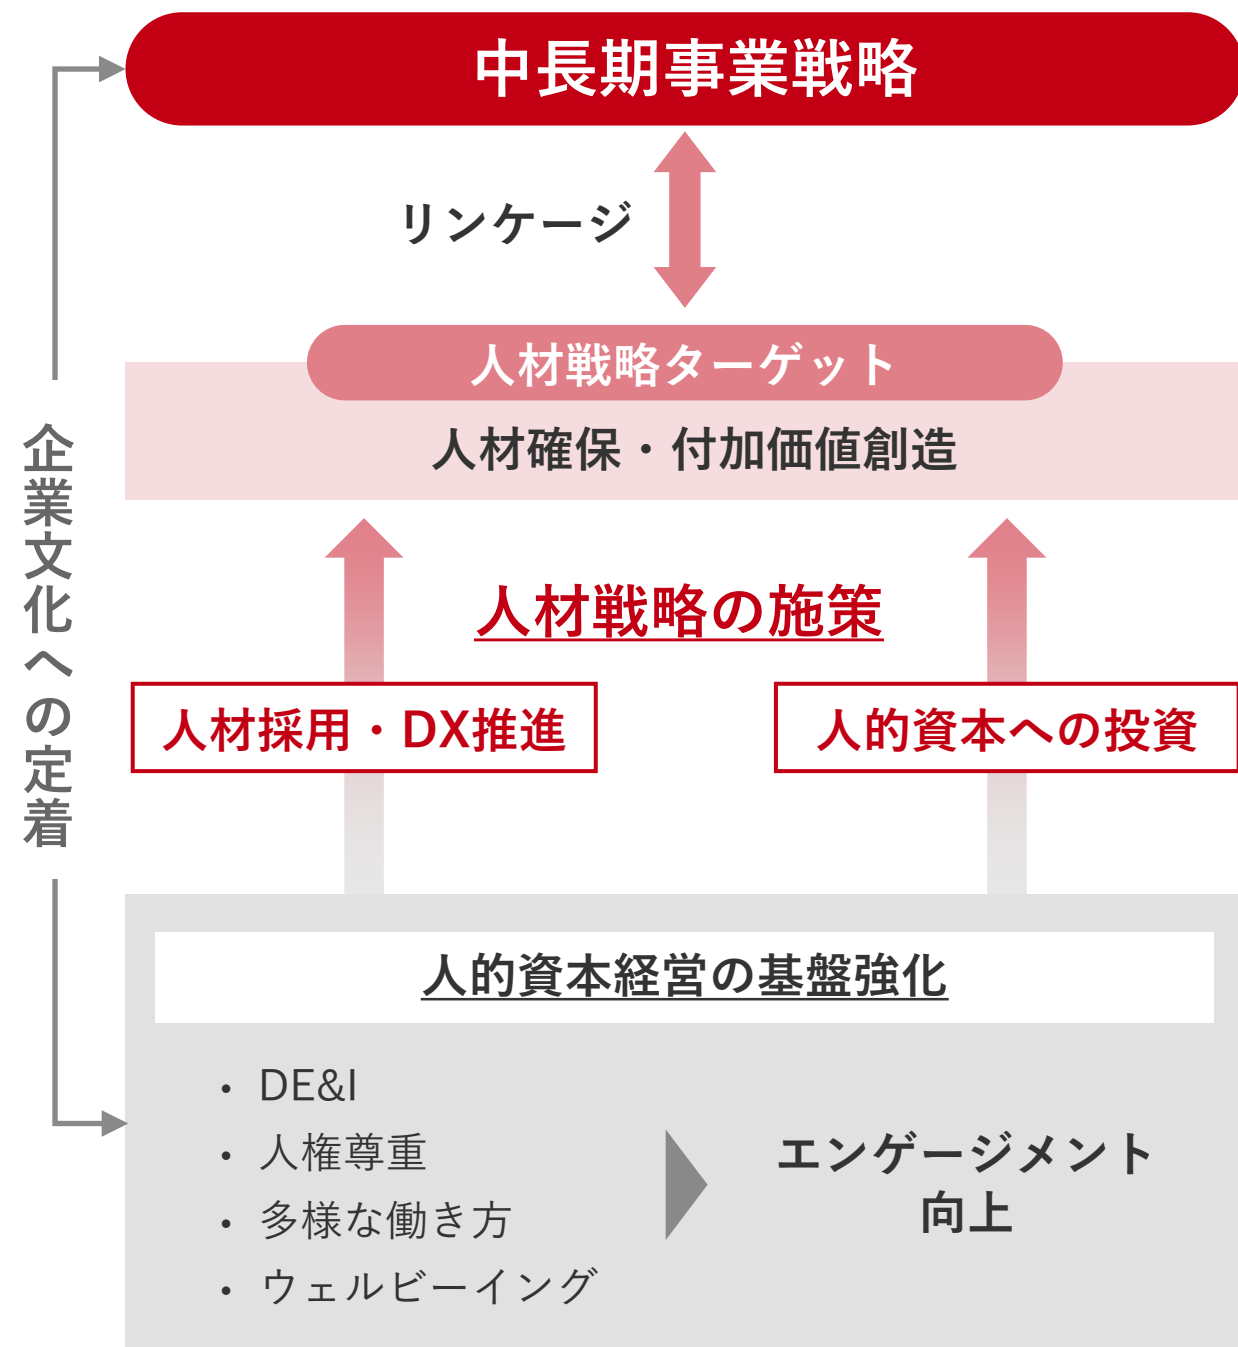 中長期事業戦略
リンケージ
人材戦略ターゲット
人材確保・付加価値創造
企業文化への定着
人材戦略の施策
人材採用・DX推進
人的資本への投資
人的資本経営の基盤強化
・DE&I
・人権尊重
・多様な働き方
・ウェルビーイング
エンゲージメント
向上